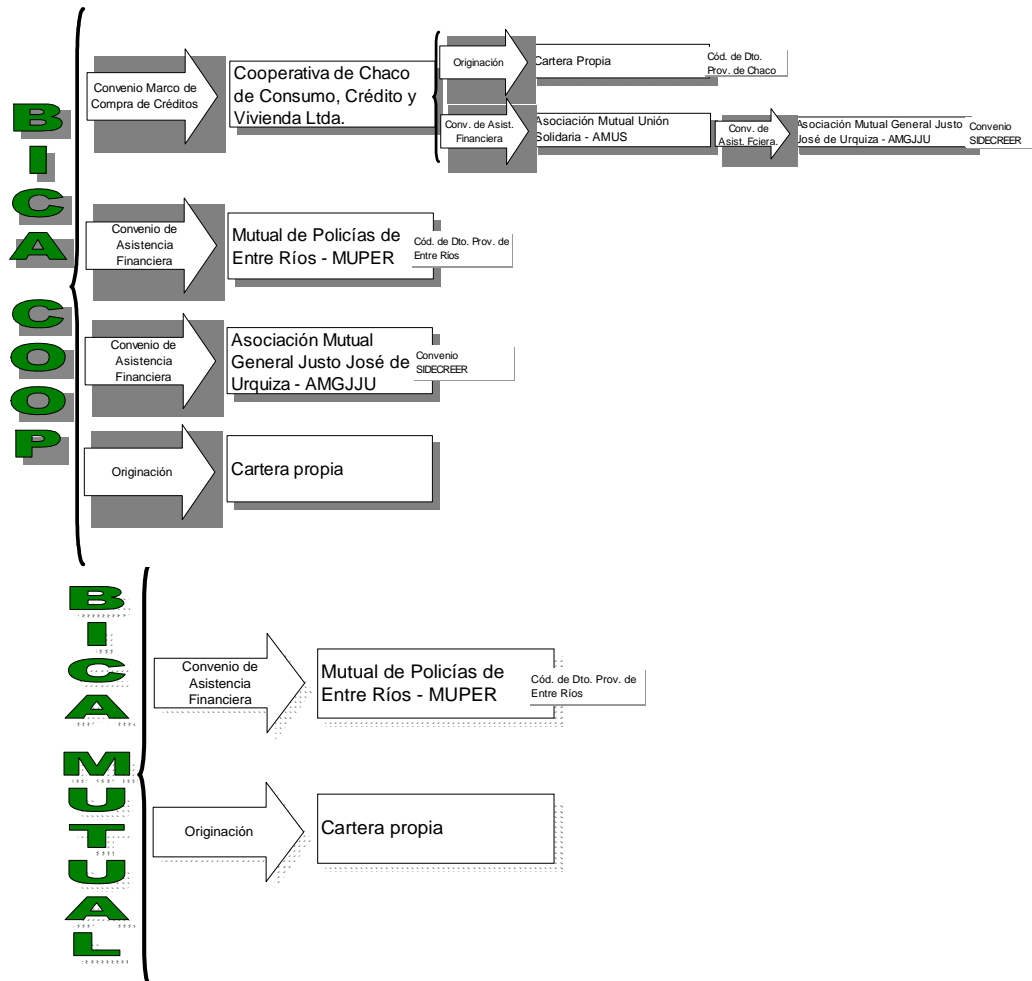 BICA COOP
Convenio Marco de
Compra de Créditos
Cooperativa de Chaco
de Consumo, Crédito y
Vivienda Ltda.
Originación
Cartera Propia
Cód. de Dto.
Prov. de Chaco
Conv. de Asist.
Financiera
Asociación Mutual Unión
Solidaria - AMUS
Conv. de
Asist. Fciera.
Asociación Mutual General Justo
José de Urquiza - AMGJJU
Convenio
SIDECREER
Convenio de
Asistencia
Financiera
Mutual de Policías de
Entre Ríos - MUPER
Cód. de Dto. Prov. de
Entre Ríos
Convenio de
Asistencia
Financiera
Asociación Mutual
General Justo José de
Urquiza - AMGJJU
Convenio
SIDECREER
Originación
Cartera propia
BICA MUTUAL
Convenio de
Asistencia
Financiera
Mutual de Policías de
Entre Ríos - MUPER
Cód. de Dto. Prov. de
Entre Ríos
Originación
Cartera propia